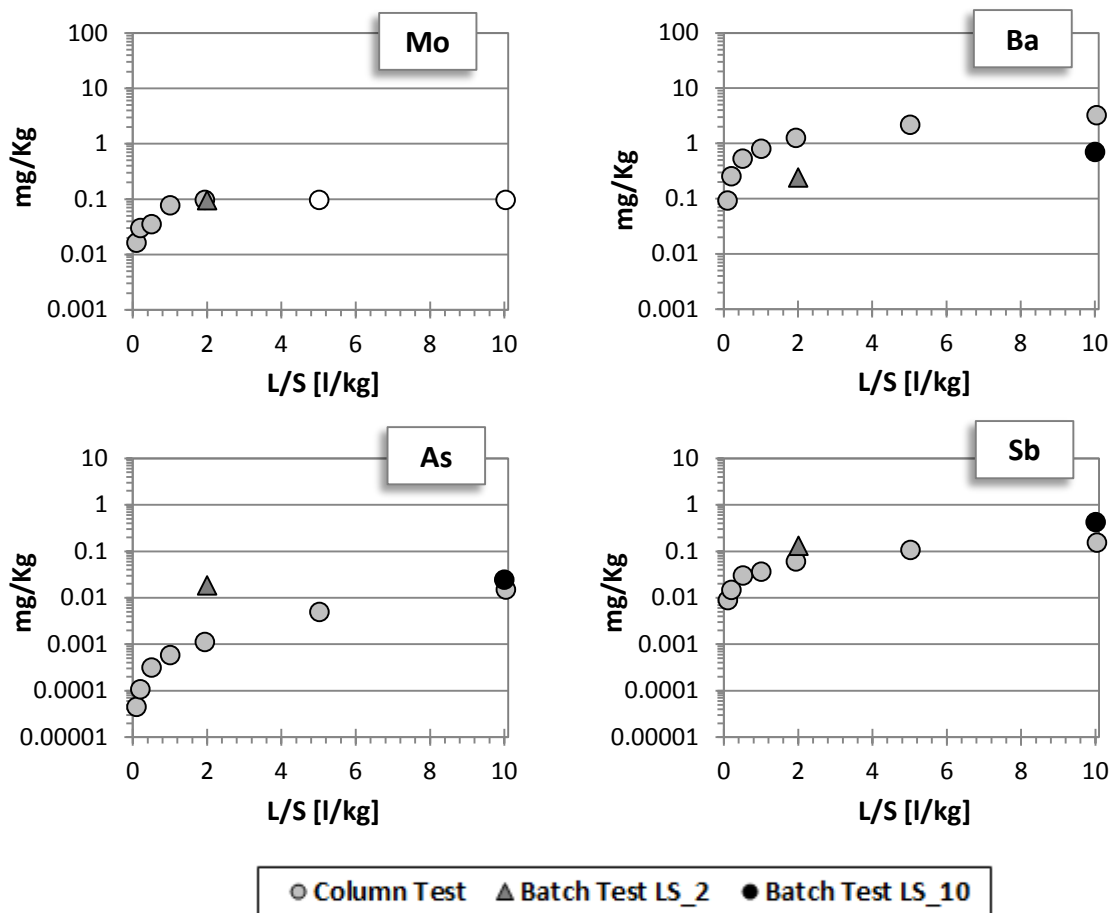 Mo
100
10
1
0.1
0.01
0.001
mg/Kg
0 2 4 6 8 10
L/S [l/kg]
Ba
100
10
1
0.1
0.01
0.001
mg/Kg
0 2 4 6 8 10
L/S [l/kg]
As
10
1
0.1
0.01
0.001
0.0001
0.00001
mg/Kg
0 2 4 6 8 10
L/S [l/kg]
Sb
10
1
0.1
0.01
0.001
0.0001
0.00001
mg/Kg
0 2 4 6 8 10
L/S [l/kg]
Column Test Batch Test LS_2 Batch Test LS_10